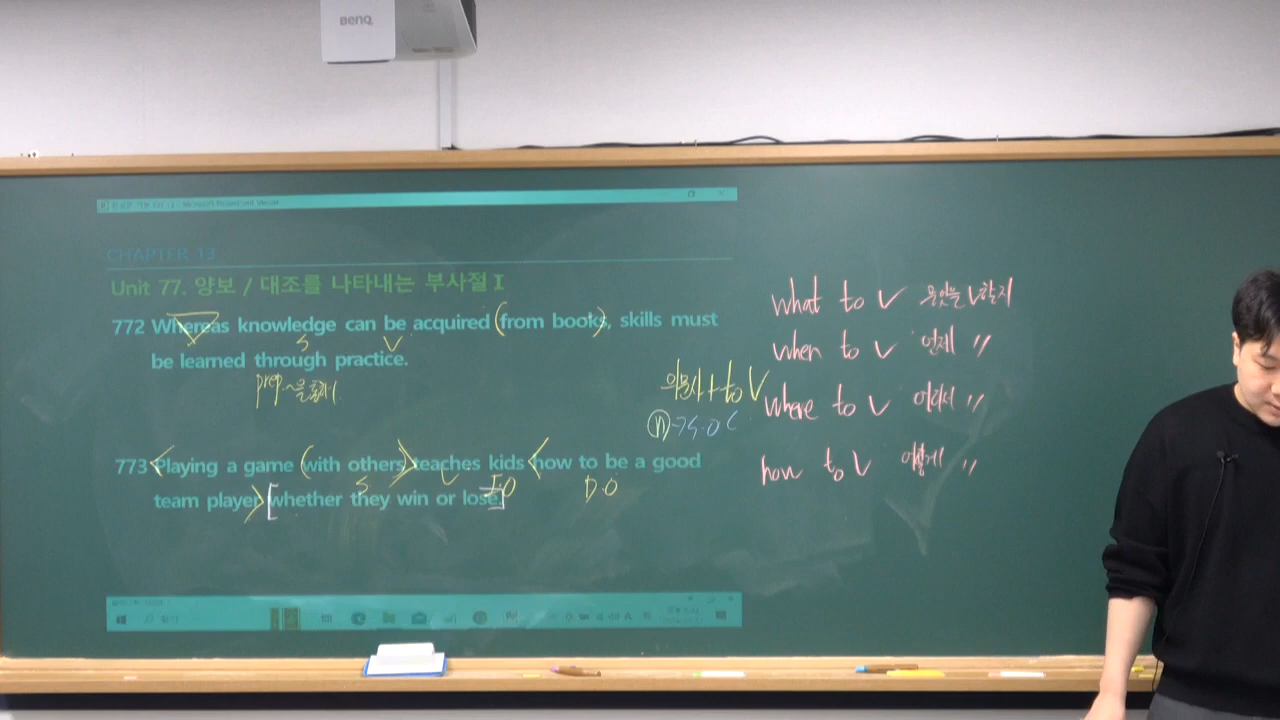 BenQ
CHAPTER 13
Unit 77. 양보 / 대조를 나타내는 부사절 I
772 Whereas knowledge can be acquired (from books), skills must
S V
be learned through practice.
prep ~을 통해
의문사 + to V
ⓝ → S.O.C
773 <Playing a game (with others)> teaches kids <how to be a good
S V I.O D.O
team player> [whether they win or lose.]
what to V 무엇을 V할지
when to V 언제 〃
where to V 어디서 〃
how to V 어떻게 〃